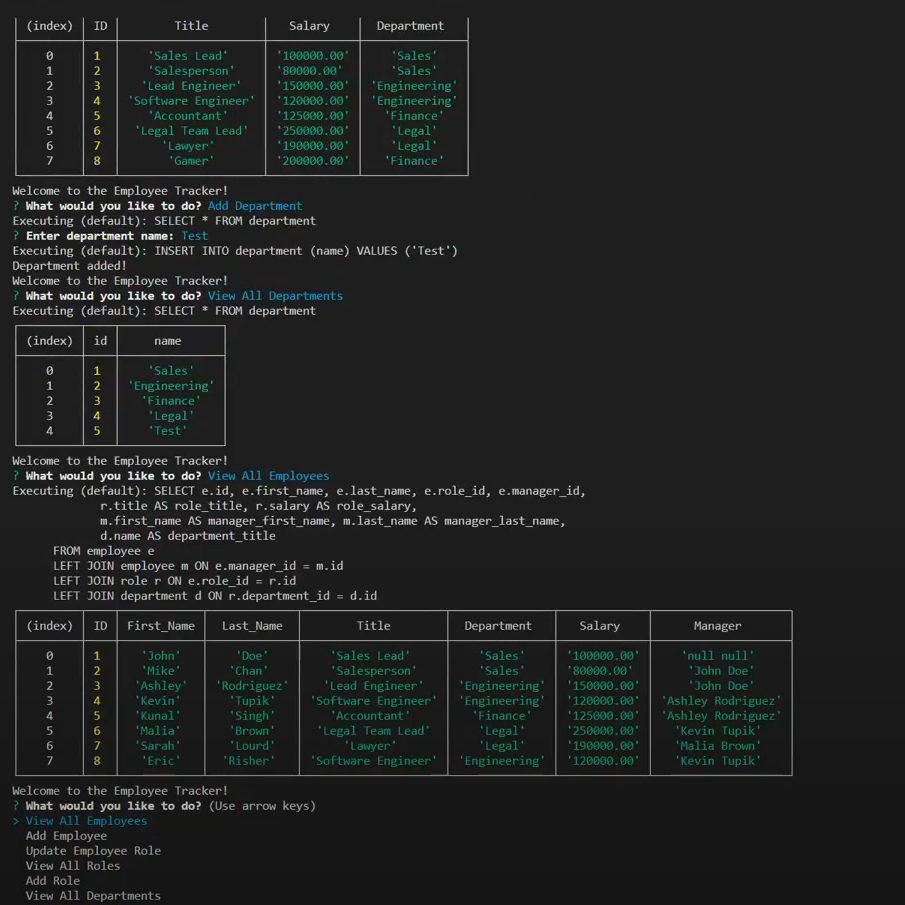 (index) ID Title Salary Department
0 1 'Sales Lead' '100000.00' 'Sales'
1 2 'Salesperson' '80000.00' 'Sales'
2 3 'Lead Engineer' '150000.00' 'Engineering'
3 4 'Software Engineer' '120000.00' 'Engineering'
4 5 'Accountant' '125000.00' 'Finance'
5 6 'Legal Team Lead' '250000.00' 'Legal'
6 7 'Lawyer' '190000.00' 'Legal'
7 8 'Gamer' '200000.00' 'Finance'
Welcome to the Employee Tracker!
? What would you like to do? Add Department
Executing (default): SELECT * FROM department
? Enter department name: Test
Executing (default): INSERT INTO department (name) VALUES ('Test')
Department added!
Welcome to the Employee Tracker!
? What would you like to do? View All Departments
Executing (default): SELECT * FROM department
(index) id name
0 1 'Sales'
1 2 'Engineering'
2 3 'Finance'
3 4 'Legal'
4 5 'Test'
Welcome to the Employee Tracker!
? What would you like to do? View All Employees
Executing (default): SELECT e.id, e.first_name, e.last_name, e.role_id, e.manager_id,
r.title AS role_title, r.salary AS role_salary,
m.first_name AS manager_first_name, m.last_name AS manager_last_name,
d.name AS department_title
FROM employee e
LEFT JOIN employee m ON e.manager_id = m.id
LEFT JOIN role r ON e.role_id = r.id
LEFT JOIN department d ON r.department_id = d.id
(index) ID First_Name Last_Name Title Department Salary Manager
0 1 'John' 'Doe' 'Sales Lead' 'Sales' '100000.00' 'null null'
1 2 'Mike' 'Chan' 'Salesperson' 'Sales' '80000.00' 'John Doe'
2 3 'Ashley' 'Rodriguez' 'Lead Engineer' 'Engineering' '150000.00' 'John Doe'
3 4 'Kevin' 'Tupik' 'Software Engineer' 'Engineering' '120000.00' 'Ashley Rodriguez'
4 5 'Kunal' 'Singh' 'Accountant' 'Finance' '125000.00' 'Ashley Rodriguez'
5 6 'Malia' 'Brown' 'Legal Team Lead' 'Legal' '250000.00' 'Kevin Tupik'
6 7 'Sarah' 'Lourd' 'Lawyer' 'Legal' '190000.00' 'Malia Brown'
7 8 'Eric' 'Risher' 'Software Engineer' 'Engineering' '120000.00' 'Kevin Tupik'
Welcome to the Employee Tracker!
? What would you like to do? (Use arrow keys)
> View All Employees
Add Employee
Update Employee Role
View All Roles
Add Role
View All Departments